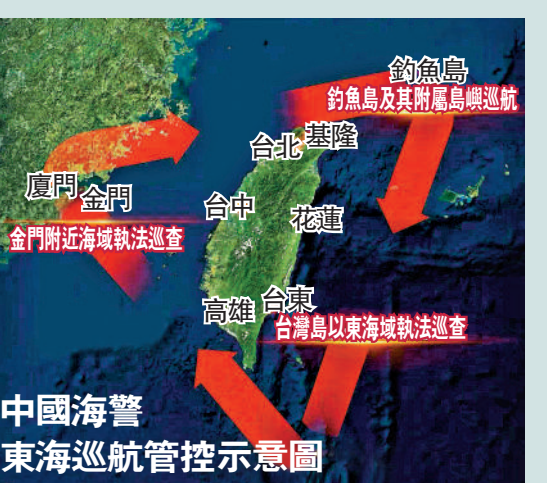 釣魚島
釣魚島及其附屬島嶼巡航
基隆
台北
廈門
金門
台中
花蓮
金門附近海域執法巡查
高雄
台東
台灣島以東海域執法巡查
中國海警
東海巡航管控示意圖